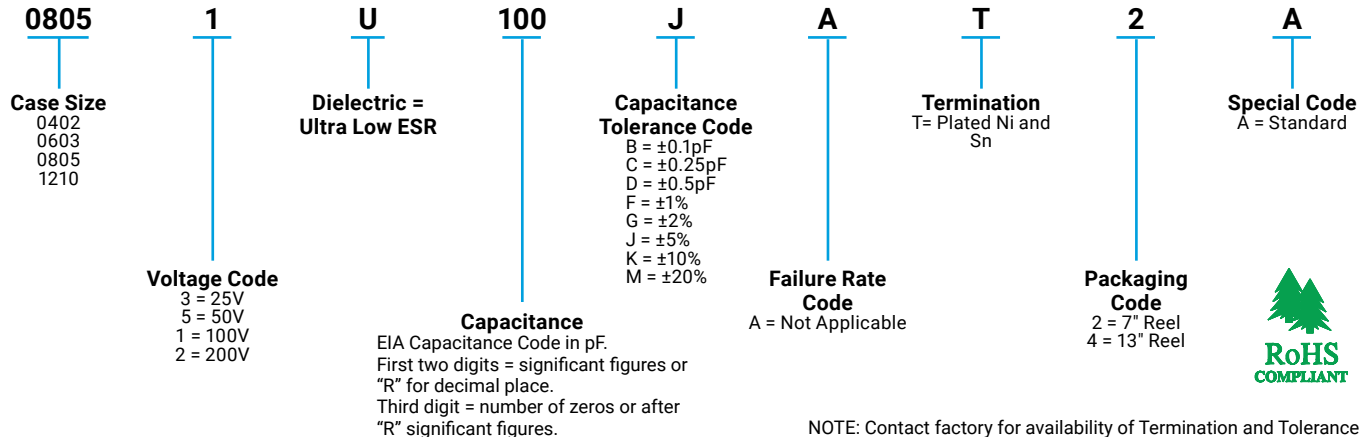 0805 1 U 100 J A T 2 A
Case Size
0402
0603
0805
1210
Voltage Code
3 = 25V
5 = 50V
1 = 100V
2 = 200V
Dielectric =
Ultra Low ESR
Capacitance
EIA Capacitance Code in pF.
First two digits = significant figures or
“R” for decimal place.
Third digit = number of zeros or after
“R” significant figures.
Capacitance
Tolerance Code
B = ±0.1pF
C = ±0.25pF
D = ±0.5pF
F = ±1%
G = ±2%
J = ±5%
K = ±10%
M = ±20%
Failure Rate
Code
A = Not Applicable
Termination
T= Plated Ni and
Sn
Packaging
Code
2 = 7" Reel
4 = 13" Reel
Special Code
A = Standard
RoHS
COMPLIANT
NOTE: Contact factory for availability of Termination and Tolerance